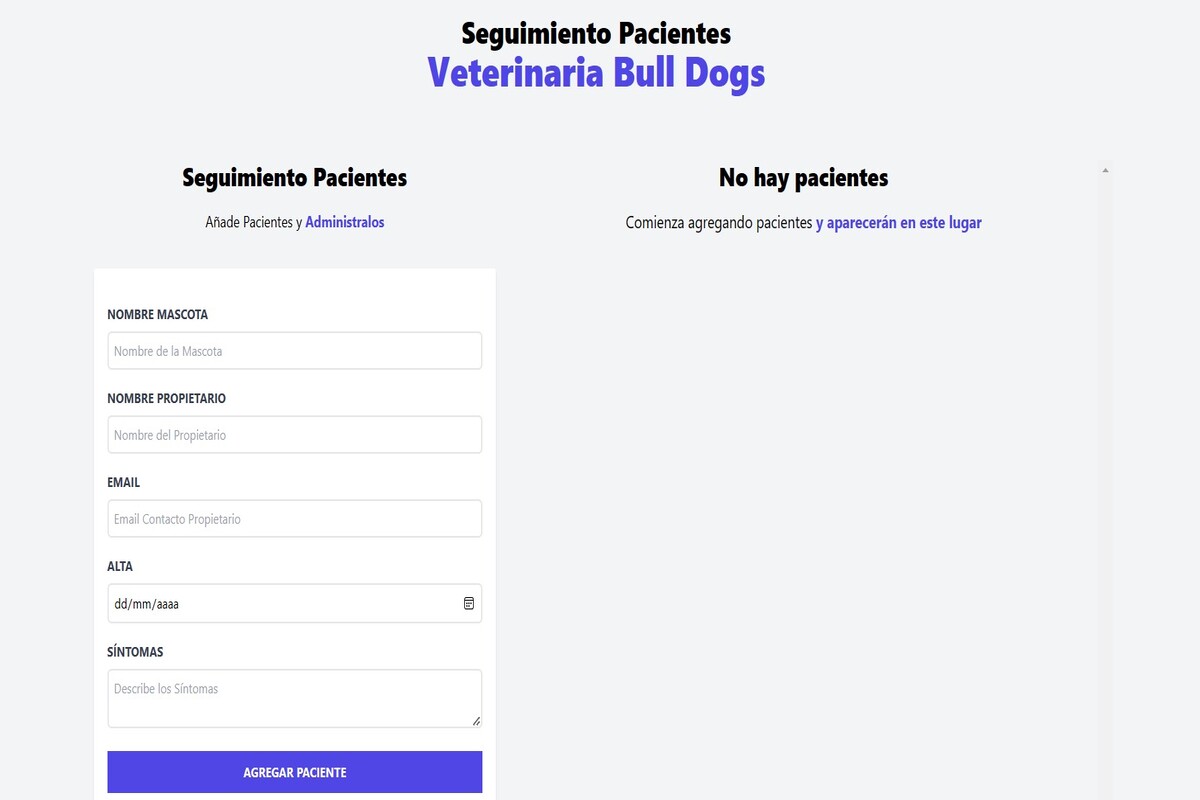 Seguimiento Pacientes
Veterinaria Bull Dogs
Seguimiento Pacientes
Añade Pacientes y Administralos
NOMBRE MASCOTA
Nombre de la Mascota
NOMBRE PROPIETARIO
Nombre del Propietario
EMAIL
Email Contacto Propietario
ALTA
dd/mm/aaaa
SÍNTOMAS
Describe los Síntomas
AGREGAR PACIENTE
No hay pacientes
Comienza agregando pacientes y aparecerán en este lugar